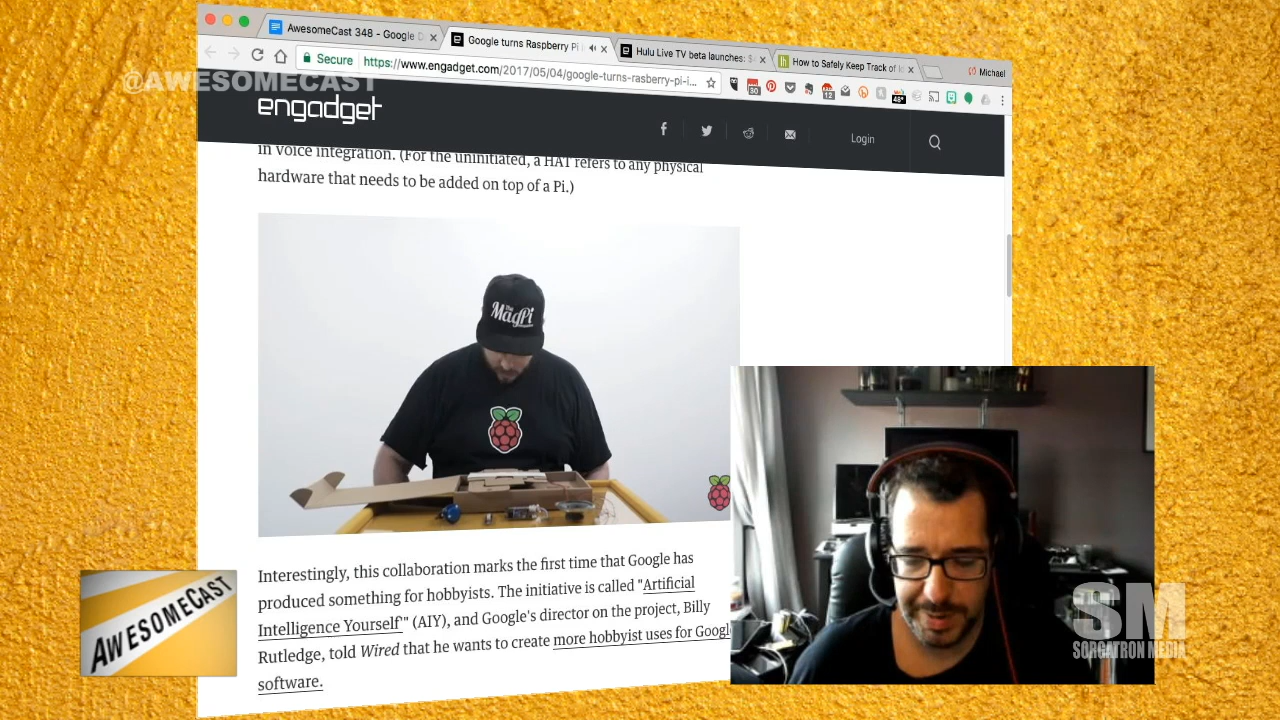 AwesomeCast 348 - Google D
Google turns Raspberry Pi
Hulu Live TV beta launches:
How to Safely Keep Track of
Michael
Secure
https://www.engadget.com/2017/05/04/google-turns-rasberry-pi-i...
30
12
48°
@AWESOMECAST
engadget
Login
in voice integration. (For the uninitiated, a HAT refers to any physical
hardware that needs to be added on top of a Pi.)
The
MagPi
Interestingly, this collaboration marks the first time that Google has
produced something for hobbyists. The initiative is called "Artificial
Intelligence Yourself" (AIY), and Google's director on the project, Billy
Rutledge, told Wired that he wants to create more hobbyist uses for Googl
software.
AWESOMECAST
SM
SORGATRON MEDIA